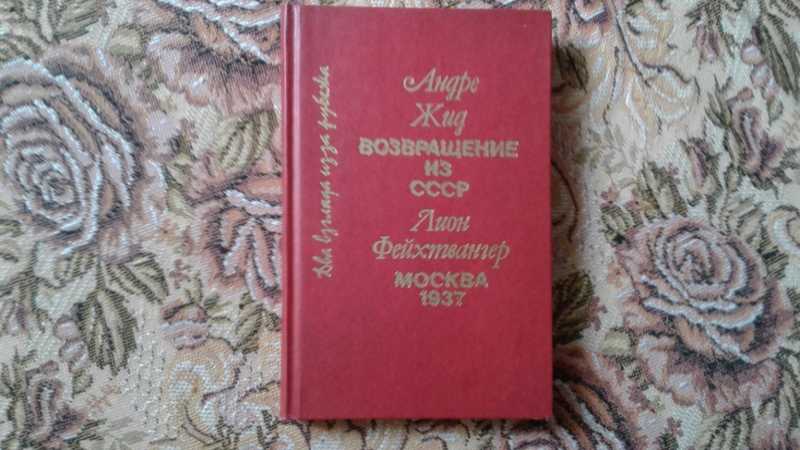 Два взгляда из-за рубежа
Андре
Жид
ВОЗВРАЩЕНИЕ
ИЗ
СССР
Лион
Фейхтвангер
МОСКВА
1937